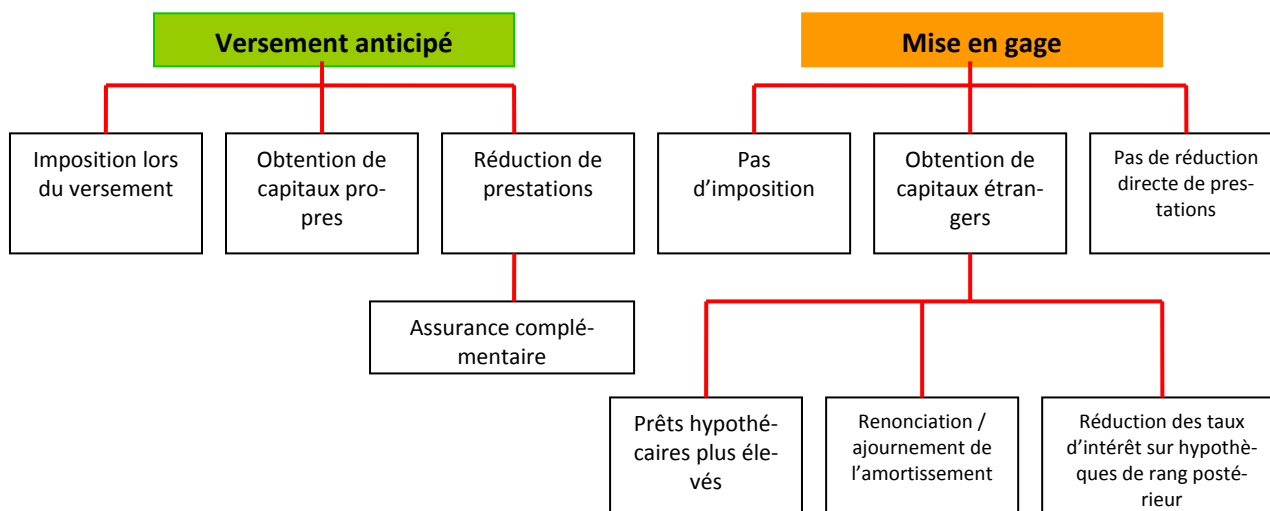 Versement anticipé
Mise en gage
Imposition lors
du versement
Obtention de
capitaux pro-
pres
Réduction de
prestations
Pas
d’imposition
Obtention de
capitaux étran-
gers
Pas de réduction
directe de pres-
tations
Assurance complé-
mentaire
Prêts hypothé-
caires plus éle-
vés
Renonciation /
ajournement de
l’amortissement
Réduction des taux
d’intérêt sur hypothè-
ques de rang posté-
rieur